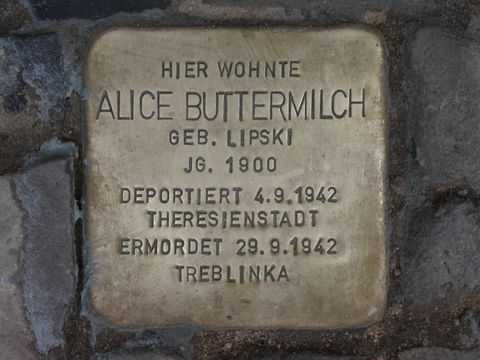 HIER WOHNTE
ALICE BUTTERMILCH
GEB. LIPSKI
JG. 1900
DEPORTIERT 4.9.1942
THERESIENSTADT
ERMORDET 29.9.1942
TREBLINKA